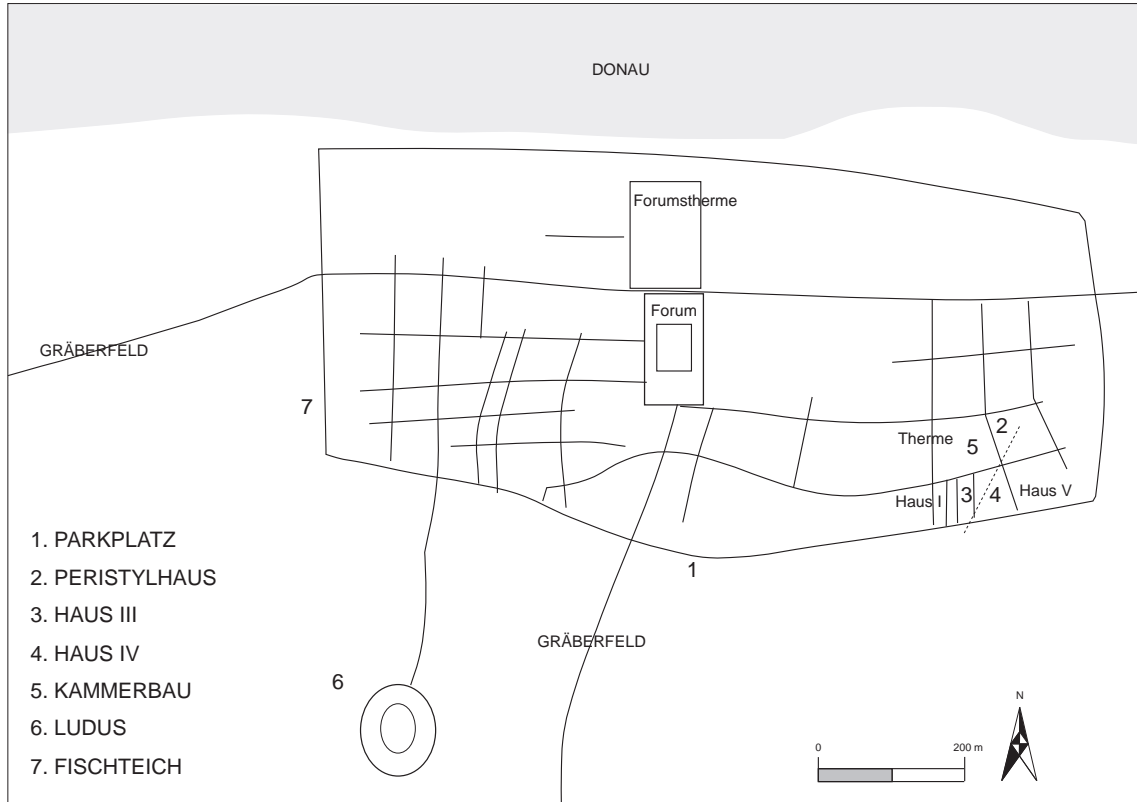 DONAU
Forumstherme
Forum
GRÄBERFELD
7
2
Therme
5
Haus I
3
4
Haus V
1. PARKPLATZ
1
2. PERISTYLHAUS
3. HAUS III
GRÄBERFELD
4. HAUS IV
6
5. KAMMERBAU
6. LUDUS
7. FISCHTEICH
N
0
200 m